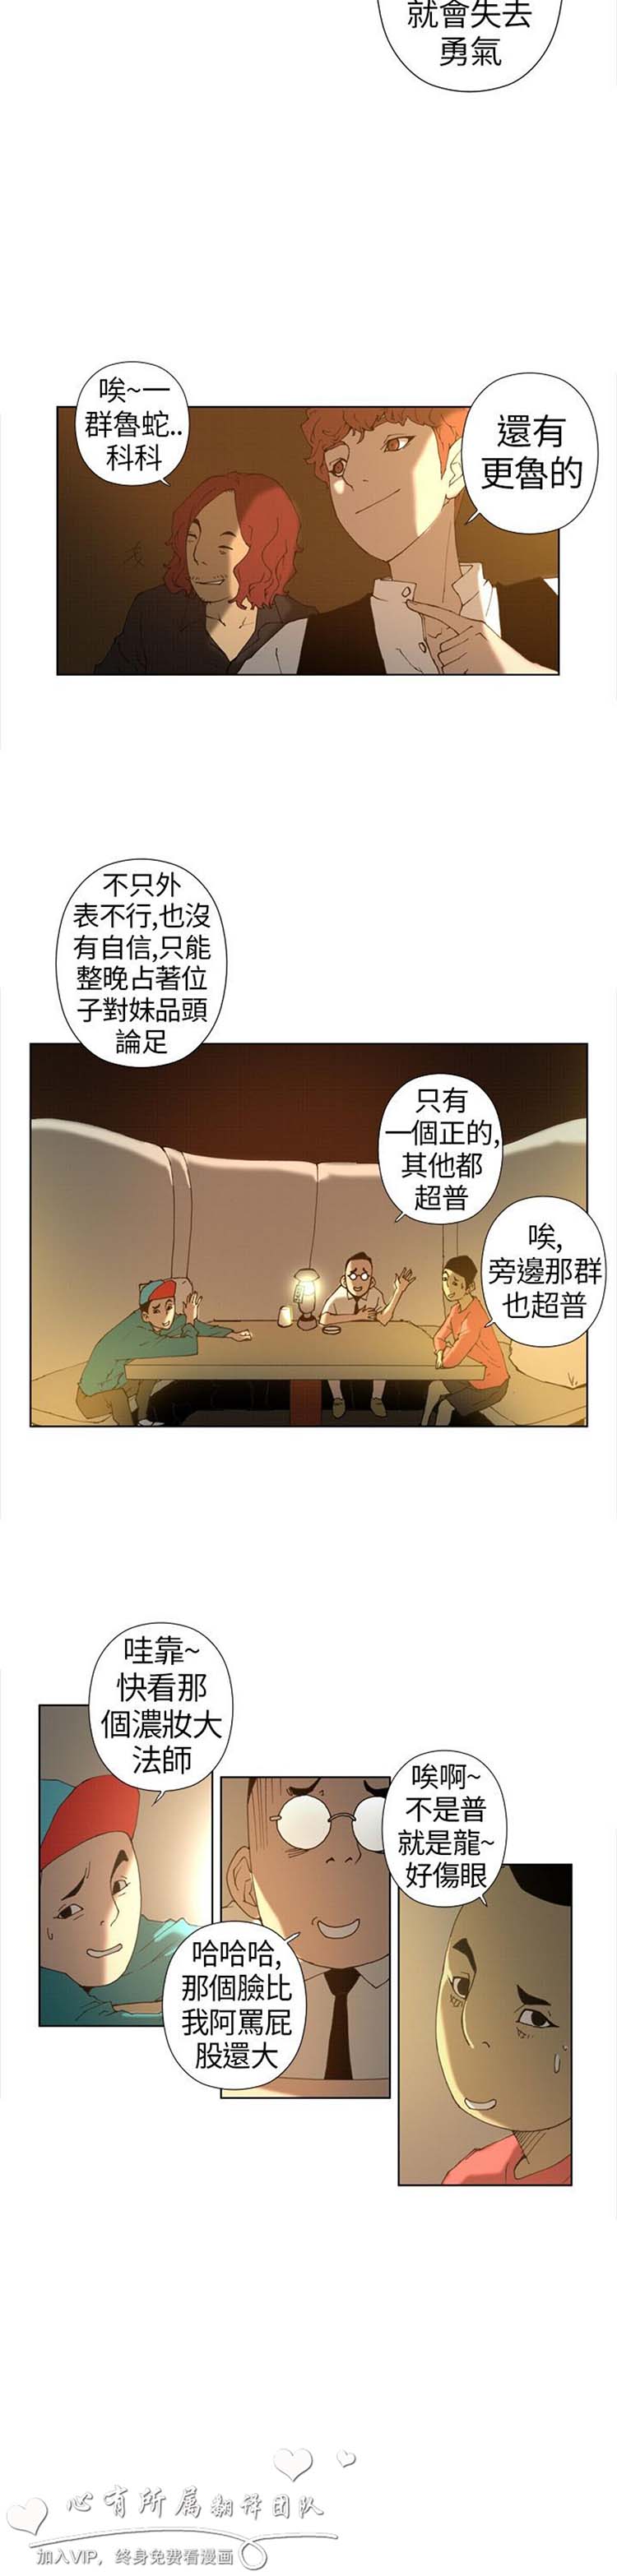 就會失去
勇氣
唉~一
群魯蛇..
科科
還有
更魯的
不只外
表不行,也沒
有自信,只能
整晚占著位
子對妹品頭
論足
只有
一個正的,
其他都
超普
唉,
旁邊那群
也超普
哇靠~
快看那
個濃妝大
法師
哈哈哈,
那個臉比
我阿罵屁
股還大
唉啊~
不是普
就是龍~
好傷眼
心有所属翻译团队
加入VIP，终身免费看漫画